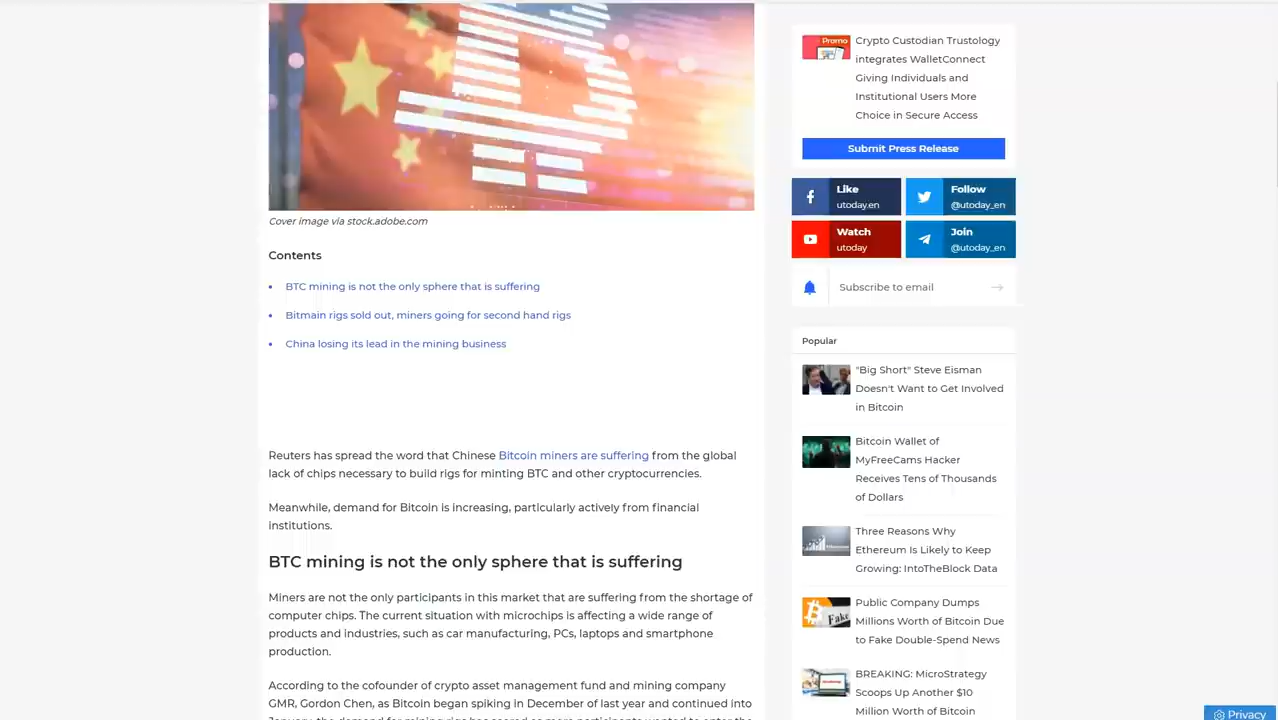 Cover image via stock.adobe.com
Contents
• BTC mining is not the only sphere that is suffering
• Bitmain rigs sold out, miners going for second hand rigs
• China losing its lead in the mining business
Reuters has spread the word that Chinese Bitcoin miners are suffering from the global
lack of chips necessary to build rigs for minting BTC and other cryptocurrencies.
Meanwhile, demand for Bitcoin is increasing, particularly actively from financial
institutions.
BTC mining is not the only sphere that is suffering
Miners are not the only participants in this market that are suffering from the shortage of
computer chips. The current situation with microchips is affecting a wide range of
products and industries, such as car manufacturing, PCs, laptops and smartphone
production.
According to the cofounder of crypto asset management fund and mining company
GMR, Gordon Chen, as Bitcoin began spiking in December of last year and continued into
Promo
Crypto Custodian Trustology
integrates WalletConnect
Giving Individuals and
Institutional Users More
Choice in Secure Access
Submit Press Release
Like
utoday.en
Follow
@utoday_en
Watch
utoday
Join
@utoday_en
Subscribe to email
Popular
"Big Short" Steve Eisman
Doesn't Want to Get Involved
in Bitcoin
Bitcoin Wallet of
MyFreeCams Hacker
Receives Tens of Thousands
of Dollars
Three Reasons Why
Ethereum Is Likely to Keep
Growing: IntoTheBlock Data
Public Company Dumps
Millions Worth of Bitcoin Due
to Fake Double-Spend News
Fake
BREAKING: MicroStrategy
Scoops Up Another $10
Million Worth of Bitcoin
Privacy